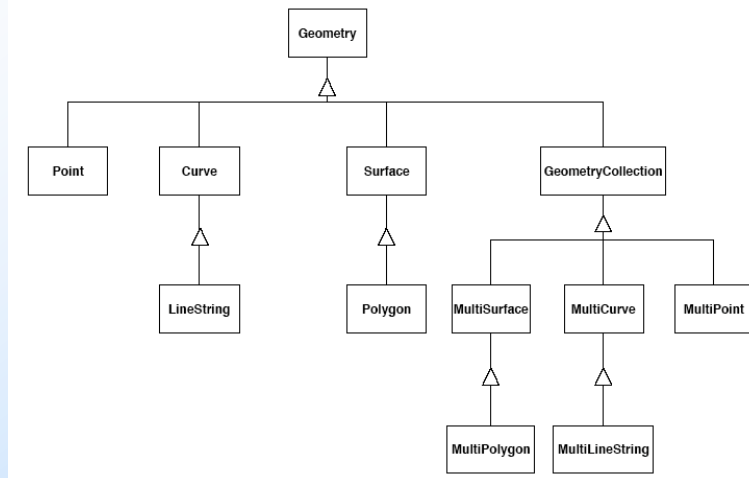 Geometry
Point
Curve
Surface
GeometryCollection
LineString
Polygon
MultiSurface
MultiCurve
MultiPoint
MultiPolygon
MultiLineString